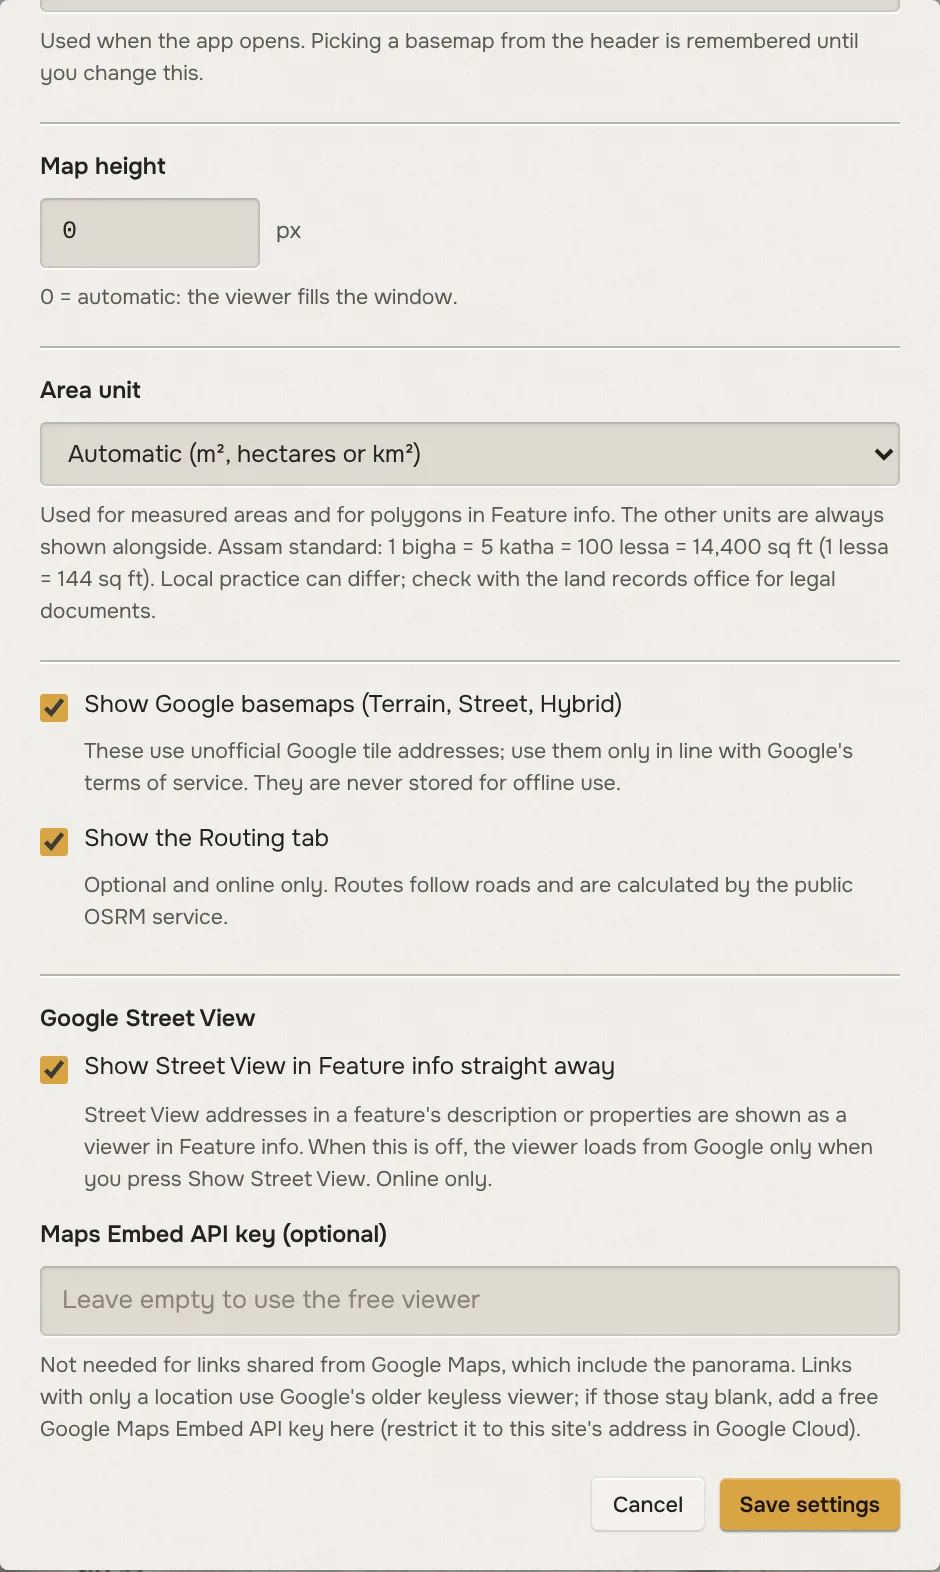 Used when the app opens. Picking a basemap from the header is remembered until
you change this.
Map height
0 px
0 = automatic: the viewer fills the window.
Area unit
Automatic (m², hectares or km²)
Used for measured areas and for polygons in Feature info. The other units are always
shown alongside. Assam standard: 1 bigha = 5 katha = 100 lessa = 14,400 sq ft (1 lessa
= 144 sq ft). Local practice can differ; check with the land records office for legal
documents.
Show Google basemaps (Terrain, Street, Hybrid)
These use unofficial Google tile addresses; use them only in line with Google's
terms of service. They are never stored for offline use.
Show the Routing tab
Optional and online only. Routes follow roads and are calculated by the public
OSRM service.
Google Street View
Show Street View in Feature info straight away
Street View addresses in a feature's description or properties are shown as a
viewer in Feature info. When this is off, the viewer loads from Google only when
you press Show Street View. Online only.
Maps Embed API key (optional)
Leave empty to use the free viewer
Not needed for links shared from Google Maps, which include the panorama. Links
with only a location use Google's older keyless viewer; if those stay blank, add a free
Google Maps Embed API key here (restrict it to this site's address in Google Cloud).
Cancel
Save settings